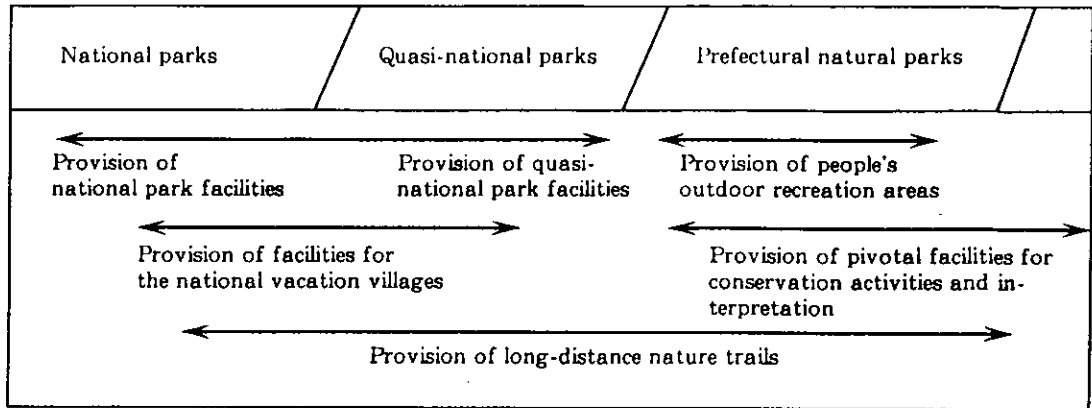 National parks
Quasi-national parks
Prefectural natural parks
Provision of
national park facilities
Provision of quasi-
national park facilities
Provision of people's
outdoor recreation areas
Provision of facilities for
the national vacation villages
Provision of pivotal facilities for
conservation activities and in-
terpretation
Provision of long-distance nature trails